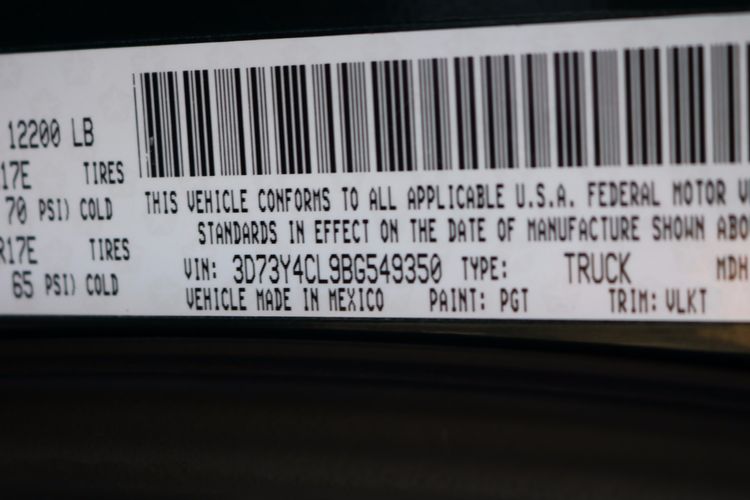 12200 LB
17E TIRES
70 PSI) COLD
R17E TIRES
65 PSI) COLD
THIS VEHICLE CONFORMS TO ALL APPLICABLE U.S.A. FEDERAL MOTOR V
STANDARDS IN EFFECT ON THE DATE OF MANUFACTURE SHOWN ABO
VIN: 3D73Y4CL9BG549350 TYPE: TRUCK MDH
VEHICLE MADE IN MEXICO PAINT: PGT TRIM: VLKT